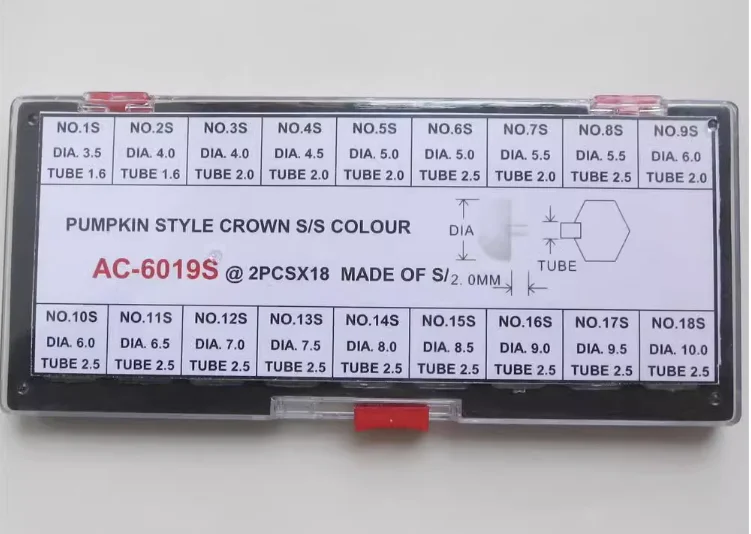 NO.1S NO.2S NO.3S NO.4S NO.5S NO.6S NO.7S NO.8S NO.9S
DIA. 3.5 DIA. 4.0 DIA. 4.0 DIA. 4.5 DIA. 5.0 DIA. 5.0 DIA. 5.5 DIA. 5.5 DIA. 6.0
TUBE 1.6 TUBE 1.6 TUBE 2.0 TUBE 2.0 TUBE 2.0 TUBE 2.5 TUBE 2.0 TUBE 2.5 TUBE 2.0
PUMPKIN STYLE CROWN S/S COLOUR
DIA
TUBE
AC-6019S @ 2PCSX18 MADE OF S/
2.0MM
NO.10S NO.11S NO.12S NO.13S NO.14S NO.15S NO.16S NO.17S NO.18S
DIA. 6.0 DIA. 6.5 DIA. 7.0 DIA. 7.5 DIA. 8.0 DIA. 8.5 DIA. 9.0 DIA. 9.5 DIA. 10.0
TUBE 2.5 TUBE 2.5 TUBE 2.5 TUBE 2.5 TUBE 2.5 TUBE 2.5 TUBE 2.5 TUBE 2.5 TUBE 2.5